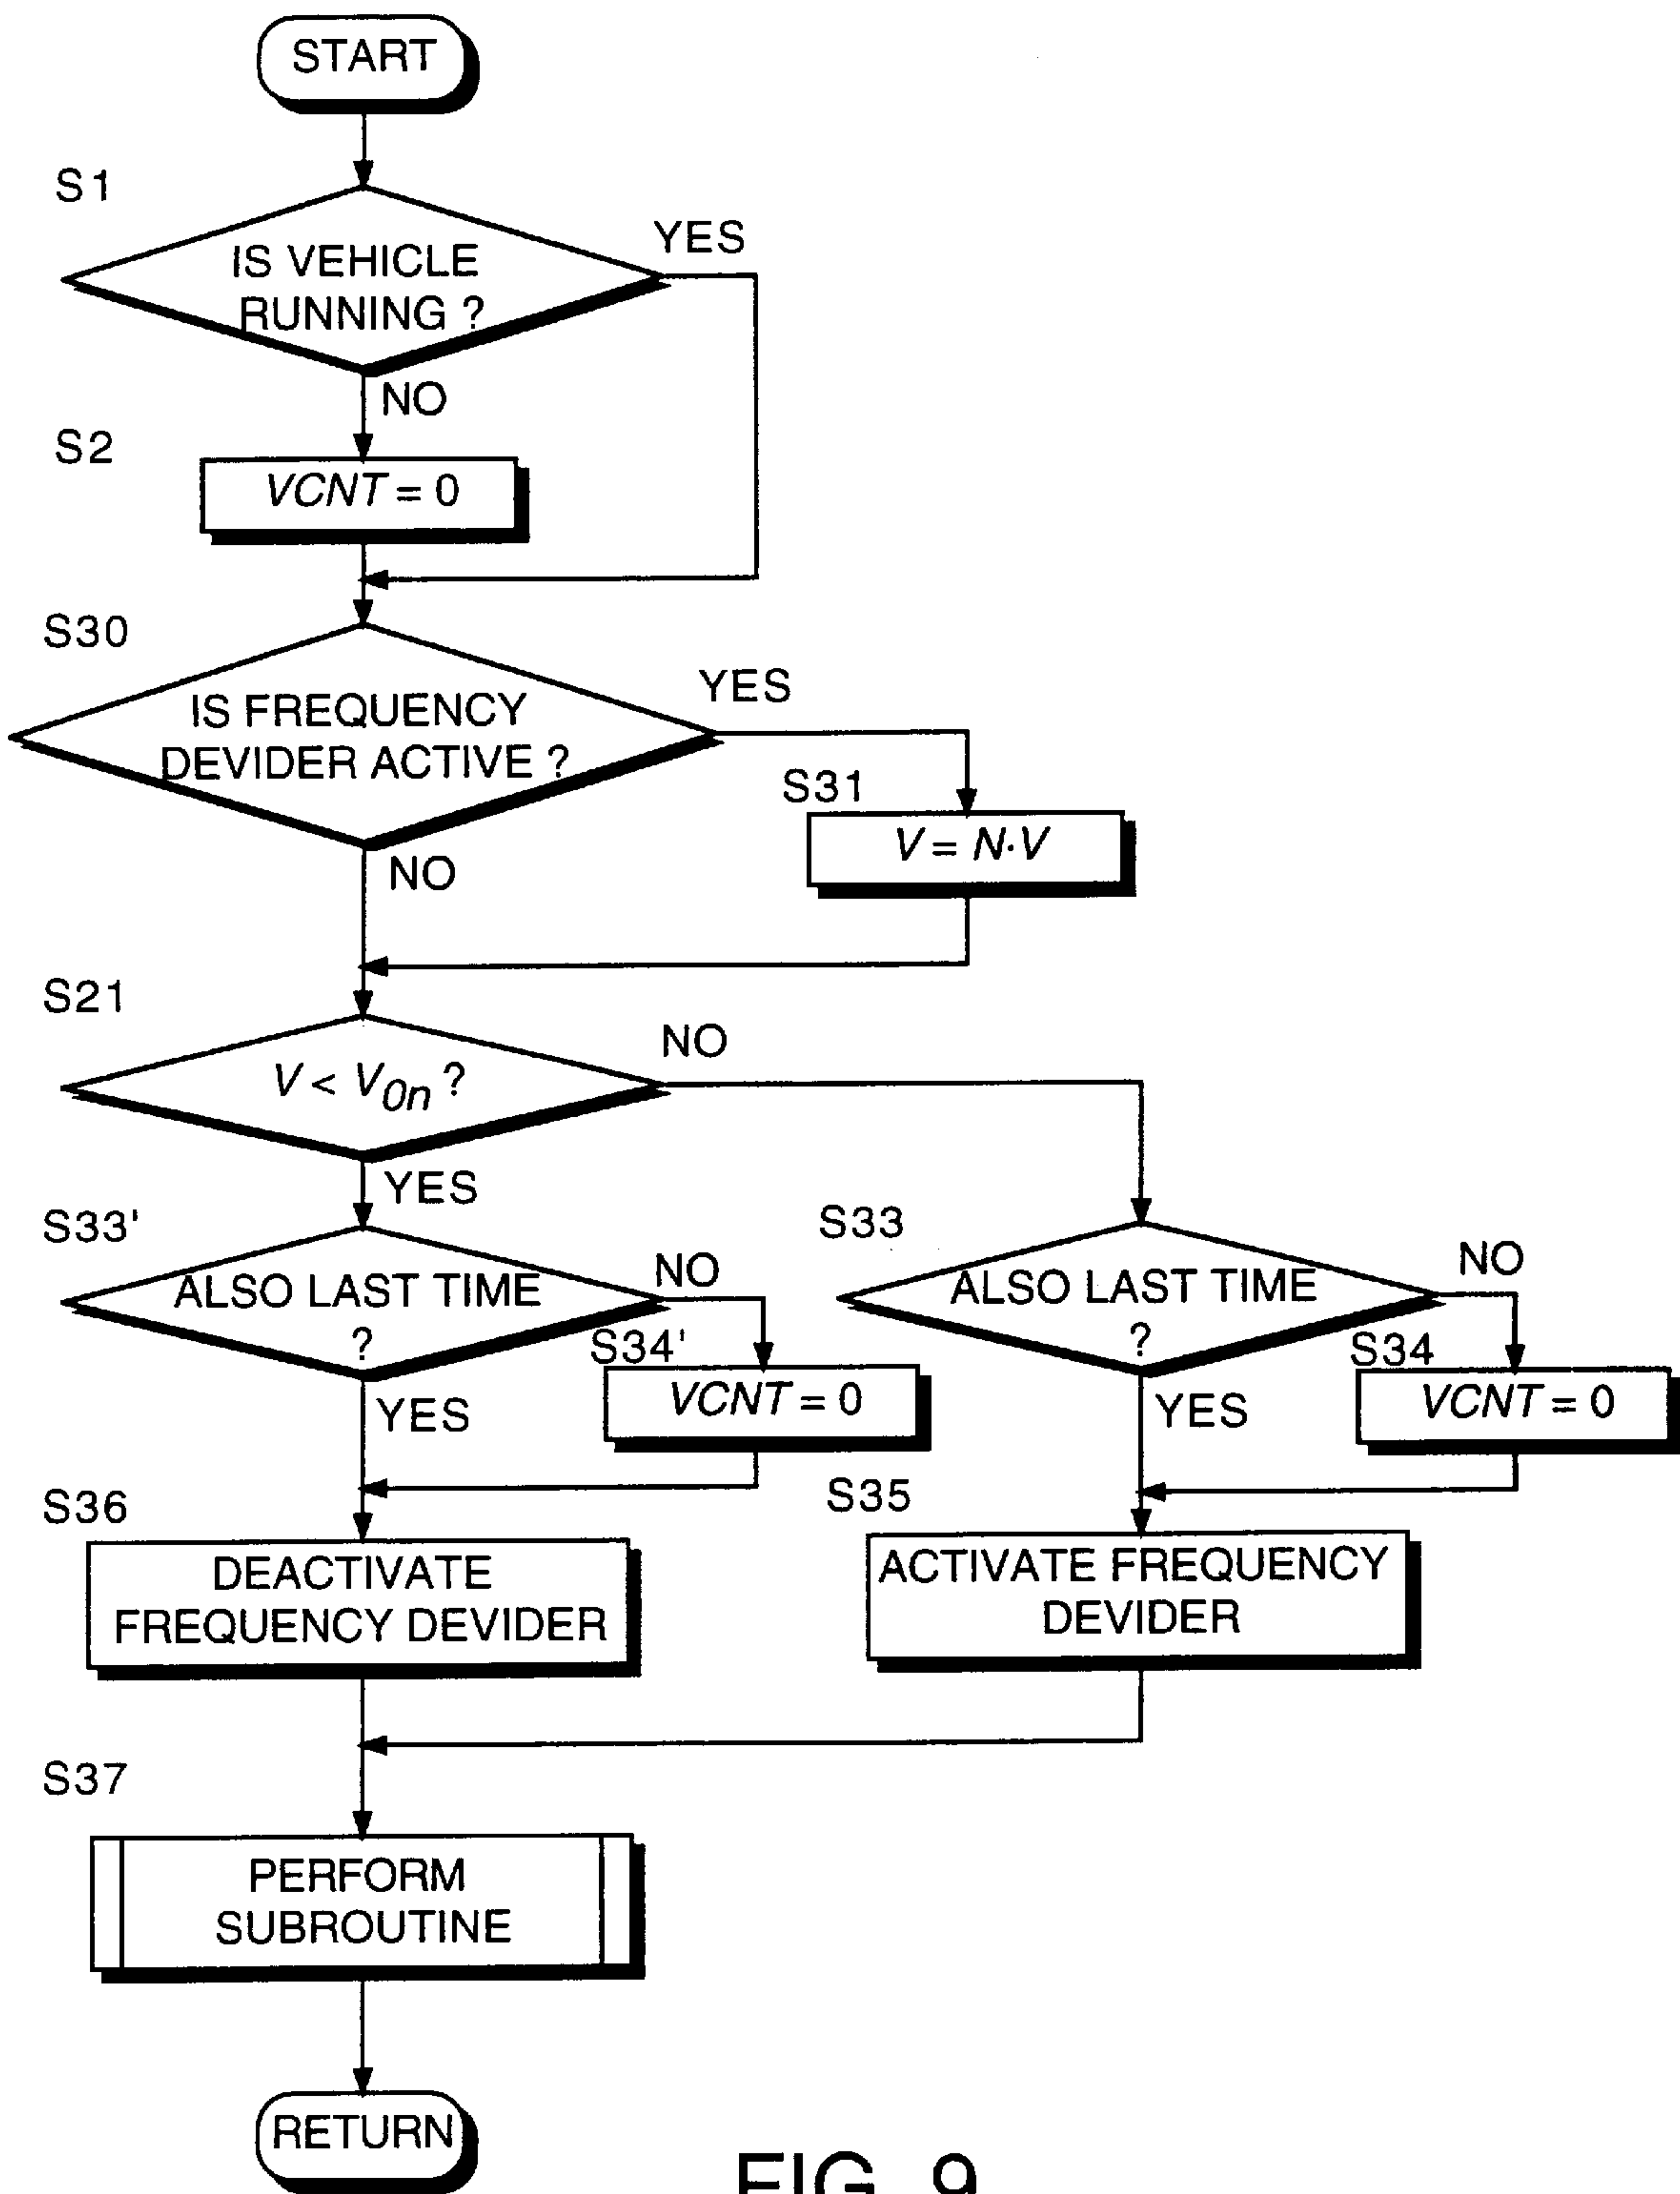 START
S1
IS VEHICLE
RUNNING ?
YES
NO
S2
VCNT = 0
S30
IS FREQUENCY
DEVIDER ACTIVE ?
YES
NO
S31
V = N·V
S21
V < V0n ?
NO
YES
S33'
ALSO LAST TIME
?
NO
YES
S34'
VCNT = 0
S33
ALSO LAST TIME
?
NO
YES
S34
VCNT = 0
S36
DEACTIVATE
FREQUENCY DEVIDER
S35
ACTIVATE FREQUENCY
DEVIDER
S37
PERFORM
SUBROUTINE
RETURN
FIG. 9